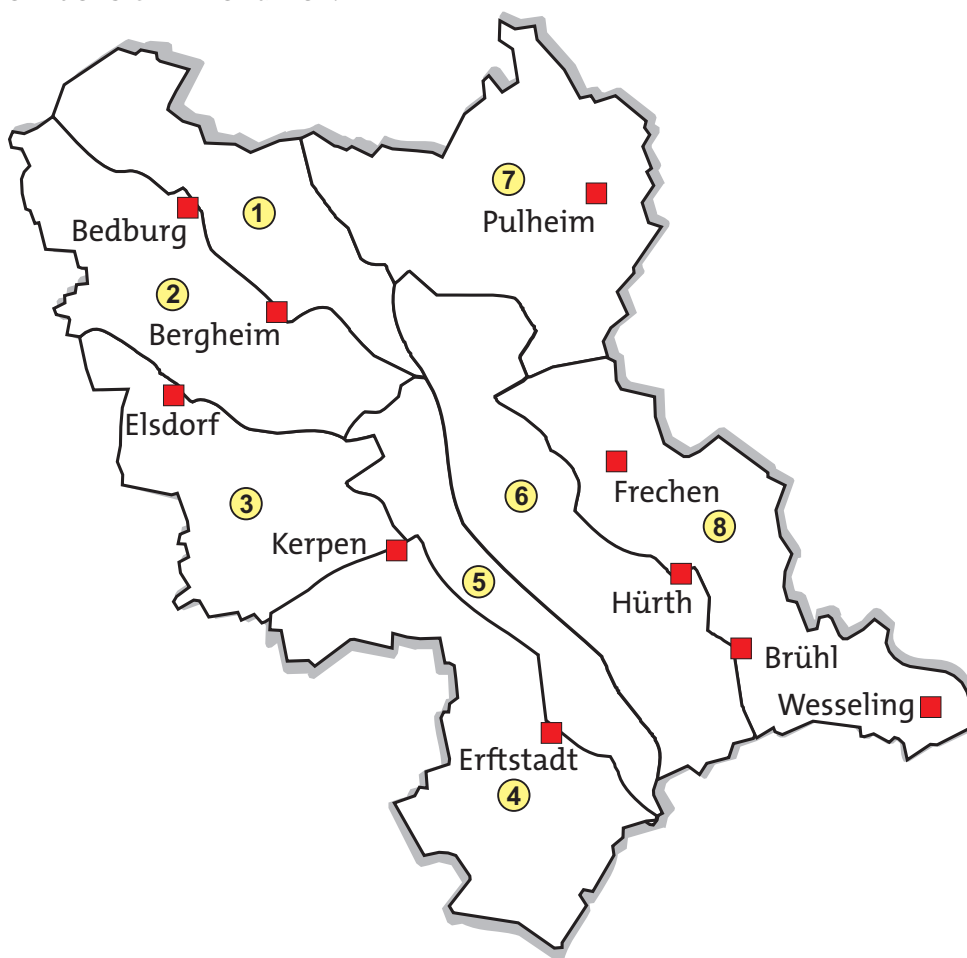 7
Pulheim
1
Bedburg
2
Bergheim
Elsdorf
3
Frechen
6
8
Kerpen
5
Hürth
Brühl
Wesseling
Erftstadt
4